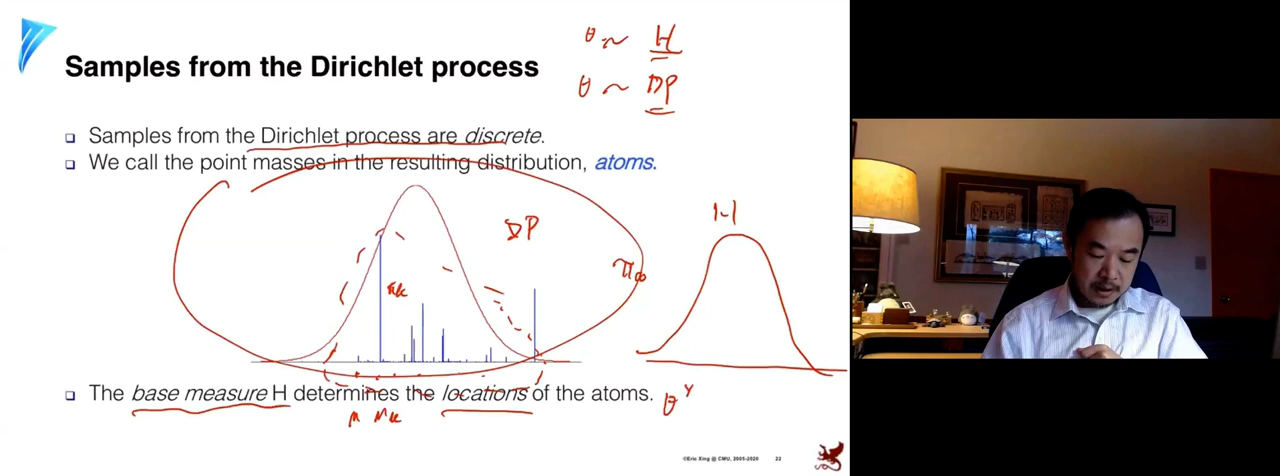 Samples from the Dirichlet process
θ ~ H
θ ~ DP
❑ Samples from the Dirichlet process are discrete.
❑ We call the point masses in the resulting distribution, atoms.
H
DP
π∞
πk
❑ The base measure H determines the locations of the atoms.
©Eric Xing @ CMU, 2005-2020
22